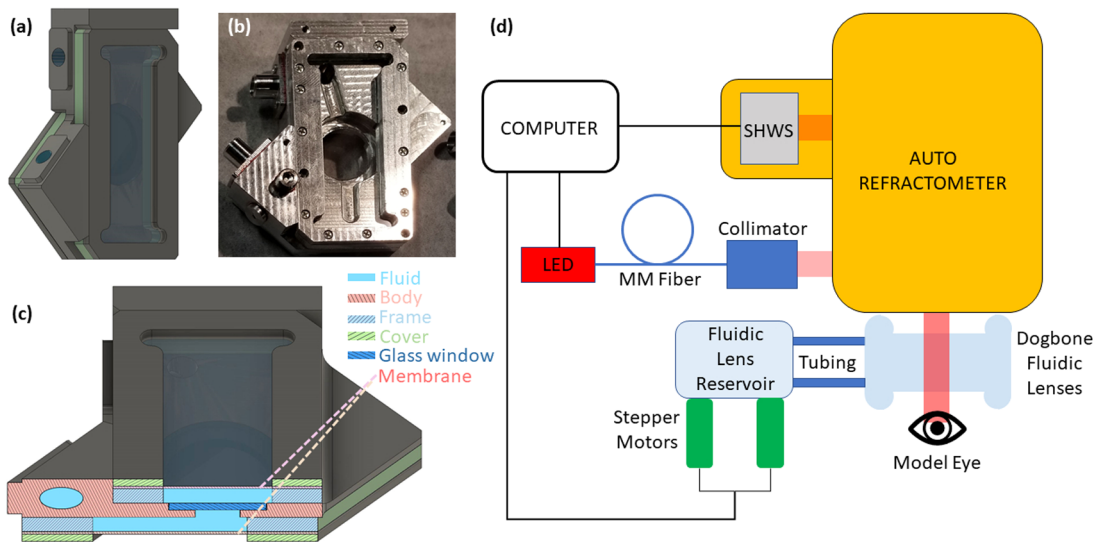 (a)
(b)
(c)
Fluid
Body
Frame
Cover
Glass window
Membrane
(d)
COMPUTER
SHWS
AUTO
REFRACTOMETER
LED
MM Fiber
Collimator
Fluidic
Lens
Reservoir
Tubing
Dogbone
Fluidic
Lenses
Stepper
Motors
Model Eye